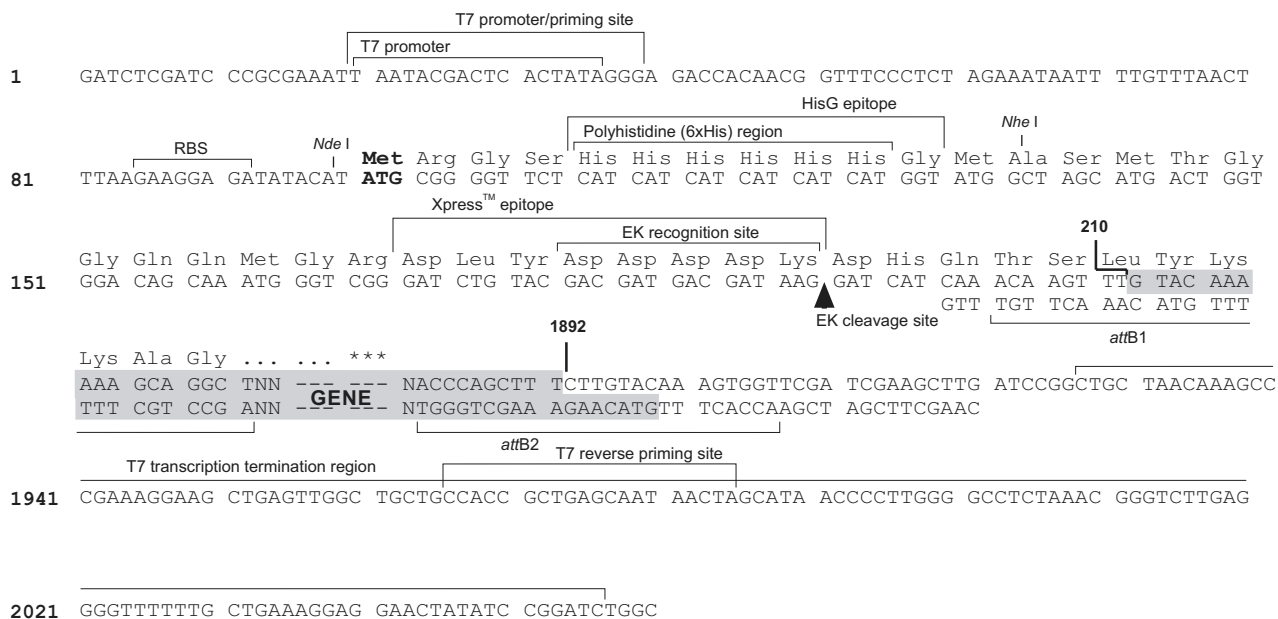 T7 promoter/priming site
T7 promoter
1 GATCTCGATC CCGCGAAATT AATACGACTC ACTATAGGGA GACCACAACG GTTTCCCTCT AGAAATAATT TTGTTTAACT
HisG epitope
Polyhistidine (6xHis) region
Nhe I
RBS
Nde I
Met Arg Gly Ser His His His His His His Gly Met Ala Ser Met Thr Gly
81 TTAAGAAGGA GATATACAT ATG CGG GGT TCT CAT CAT CAT CAT CAT CAT GGT ATG GCT AGC ATG ACT GGT
Xpress™ epitope
EK recognition site
210
Gly Gln Gln Met Gly Arg Asp Leu Tyr Asp Asp Asp Asp Lys Asp His Gln Thr Ser Leu Tyr Lys
151 GGA CAG CAA ATG GGT CGG GAT CTG TAC GAC GAT GAC GAT AAG GAT CAT CAA ACA AGT TTG TAC AAA
GTT TGT TCA AAC ATG TTT
EK cleavage site
attB1
1892
Lys Ala Gly ... ... ***
AAA GCA GGC TNN --- --- NACCCAGCTTT CTTGTACAA AGTGGTTCGA TCGAAGCTTG ATCCGGCTGC TAACAAAGCC
TTT CGT CCG ANN --- --- NTGGGTCGAA AGAACATGTT TCACCAAGCT AGCTTCGAAC
GENE
attB2
T7 transcription termination region
T7 reverse priming site
1941 CGAAAGGAAG CTGAGTTGGC TGCTGCCACC GCTGAGCAAT AACTAGCATA ACCCCTTGGG GCCTCTAAAC GGGTCTTGAG
2021 GGGTTTTTTG CTGAAAGGAG GAACTATATC CGGATCTGGC